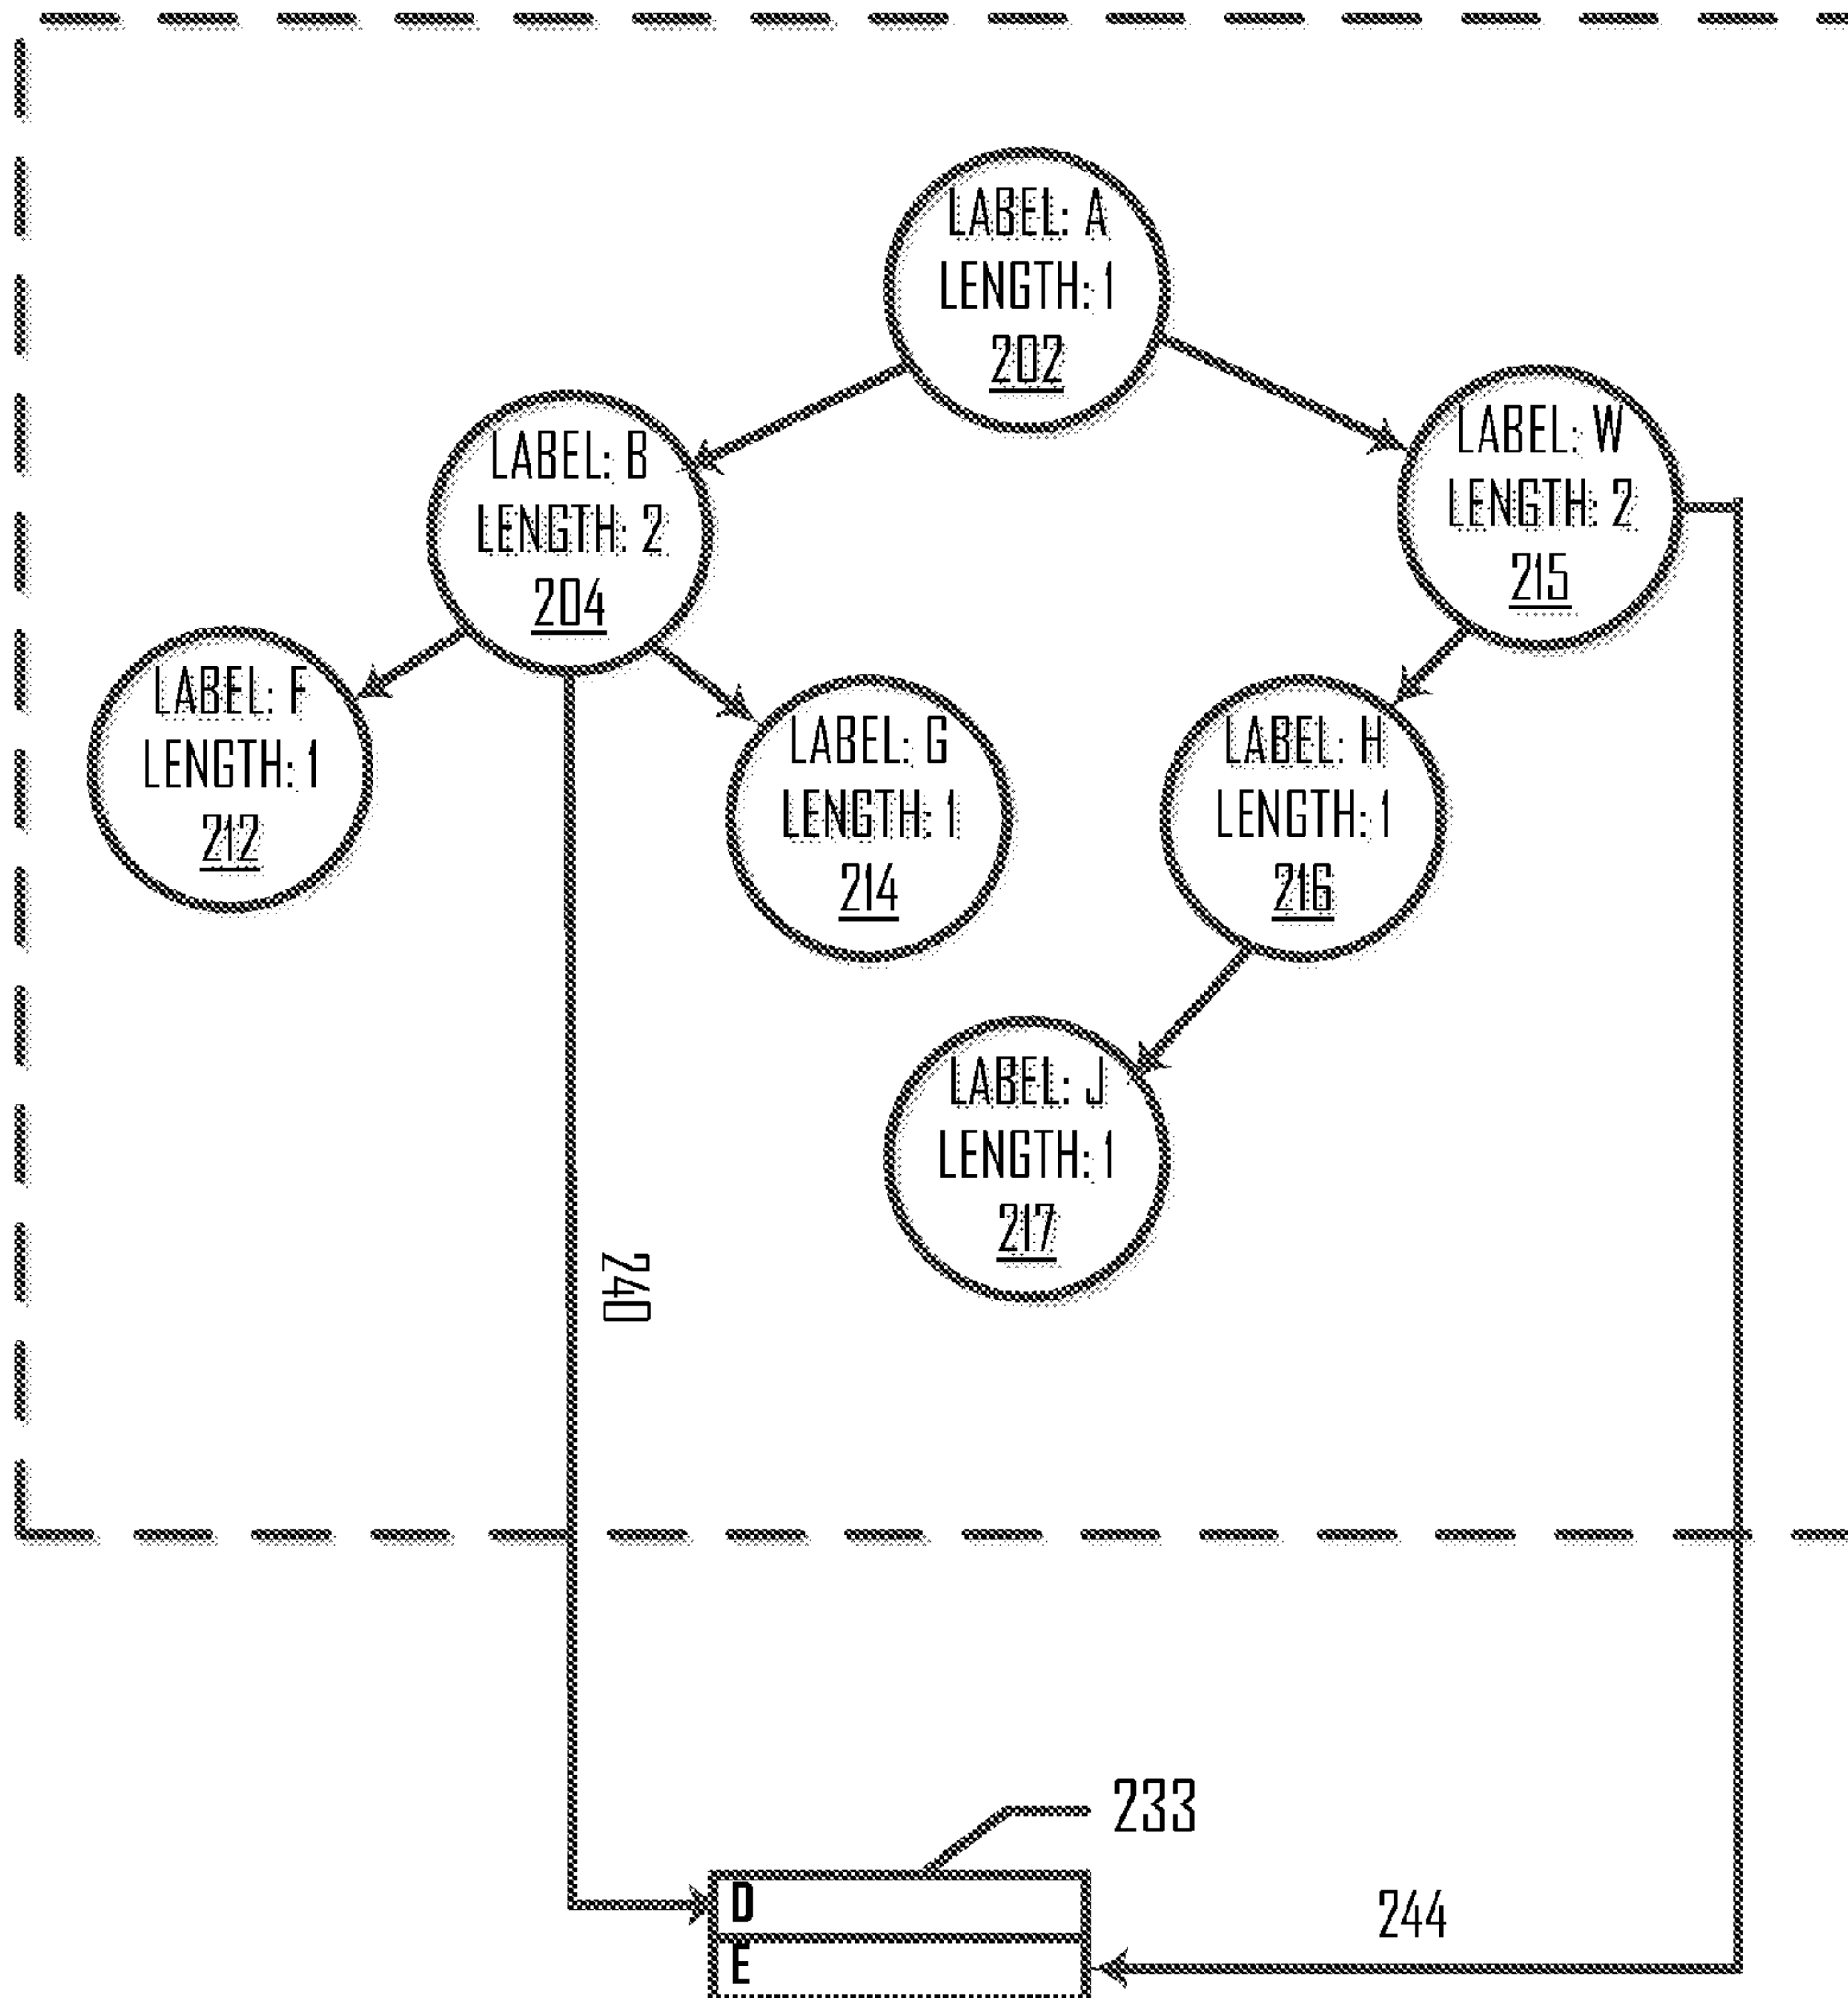 LABEL: A
LENGTH: 1
202
LABEL: B
LENGTH: 2
204
LABEL: W
LENGTH: 2
215
LABEL: F
LENGTH: 1
212
LABEL: G
LENGTH: 1
214
LABEL: H
LENGTH: 1
216
LABEL: J
LENGTH: 1
217
240
233
D
E
244